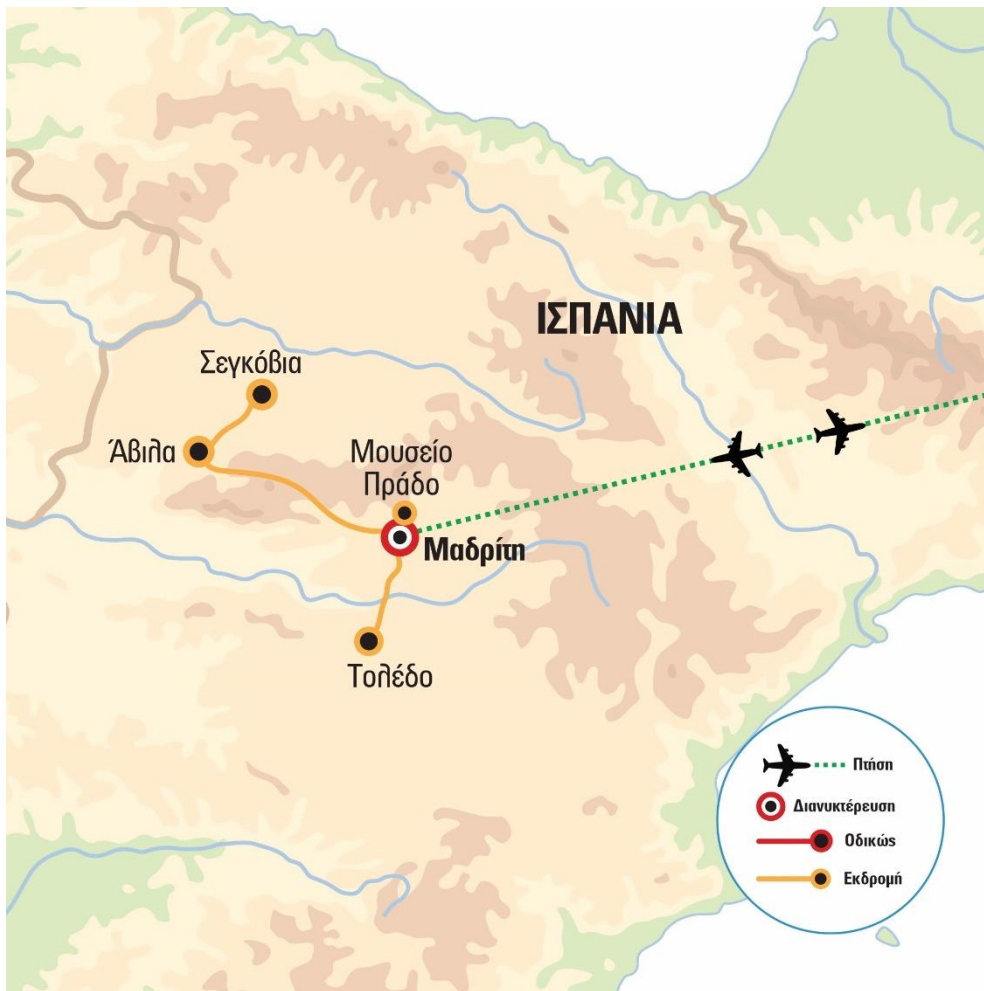 ΙΣΠΑΝΙΑ
Σεγκόβια
Άβιλα
Μουσείο
Πράδο
Μαδρίτη
Τολέδο
Πτήση
Διανυκτέρευση
Οδικώς
Εκδρομή